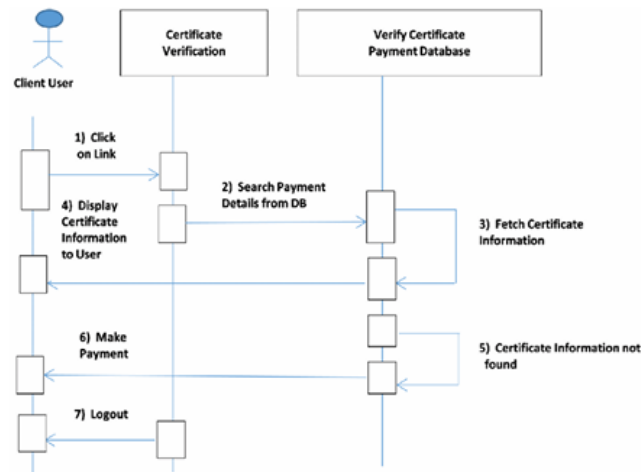 Certificate
Verification
Verify Certificate
Payment Database
Client User
1) Click
on Link
2) Search Payment
Details from DB
3) Fetch Certificate
Information
4) Display
Certificate
Information
to User
5) Certificate Information not
found
6) Make
Payment
7) Logout